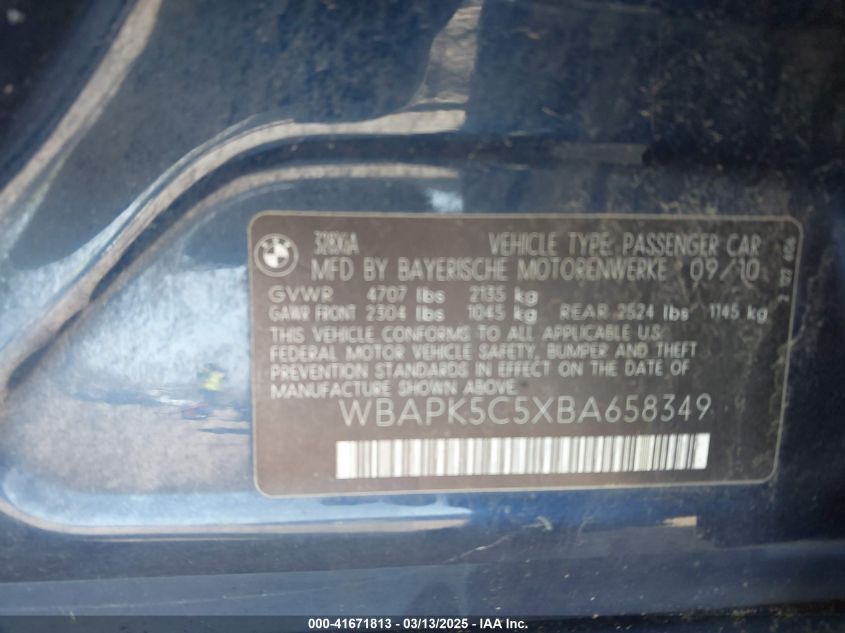 BMW
328XiA VEHICLE TYPE: PASSENGER CAR
MFD BY BAYERISCHE MOTORENWERKE 09/10
GVWR 4707 lbs 2135 kg
GAWR FRONT 2304 lbs 1045 kg REAR 2524 lbs 1145 kg
THIS VEHICLE CONFORMS TO ALL APPLICABLE U.S.
FEDERAL MOTOR VEHICLE SAFETY, BUMPER AND THEFT
PREVENTION STANDARDS IN EFFECT ON THE DATE OF
MANUFACTURE SHOWN ABOVE.
WBAPK5C5XBA658349
000-41671813 / 03/13/2025 - IAA Inc.